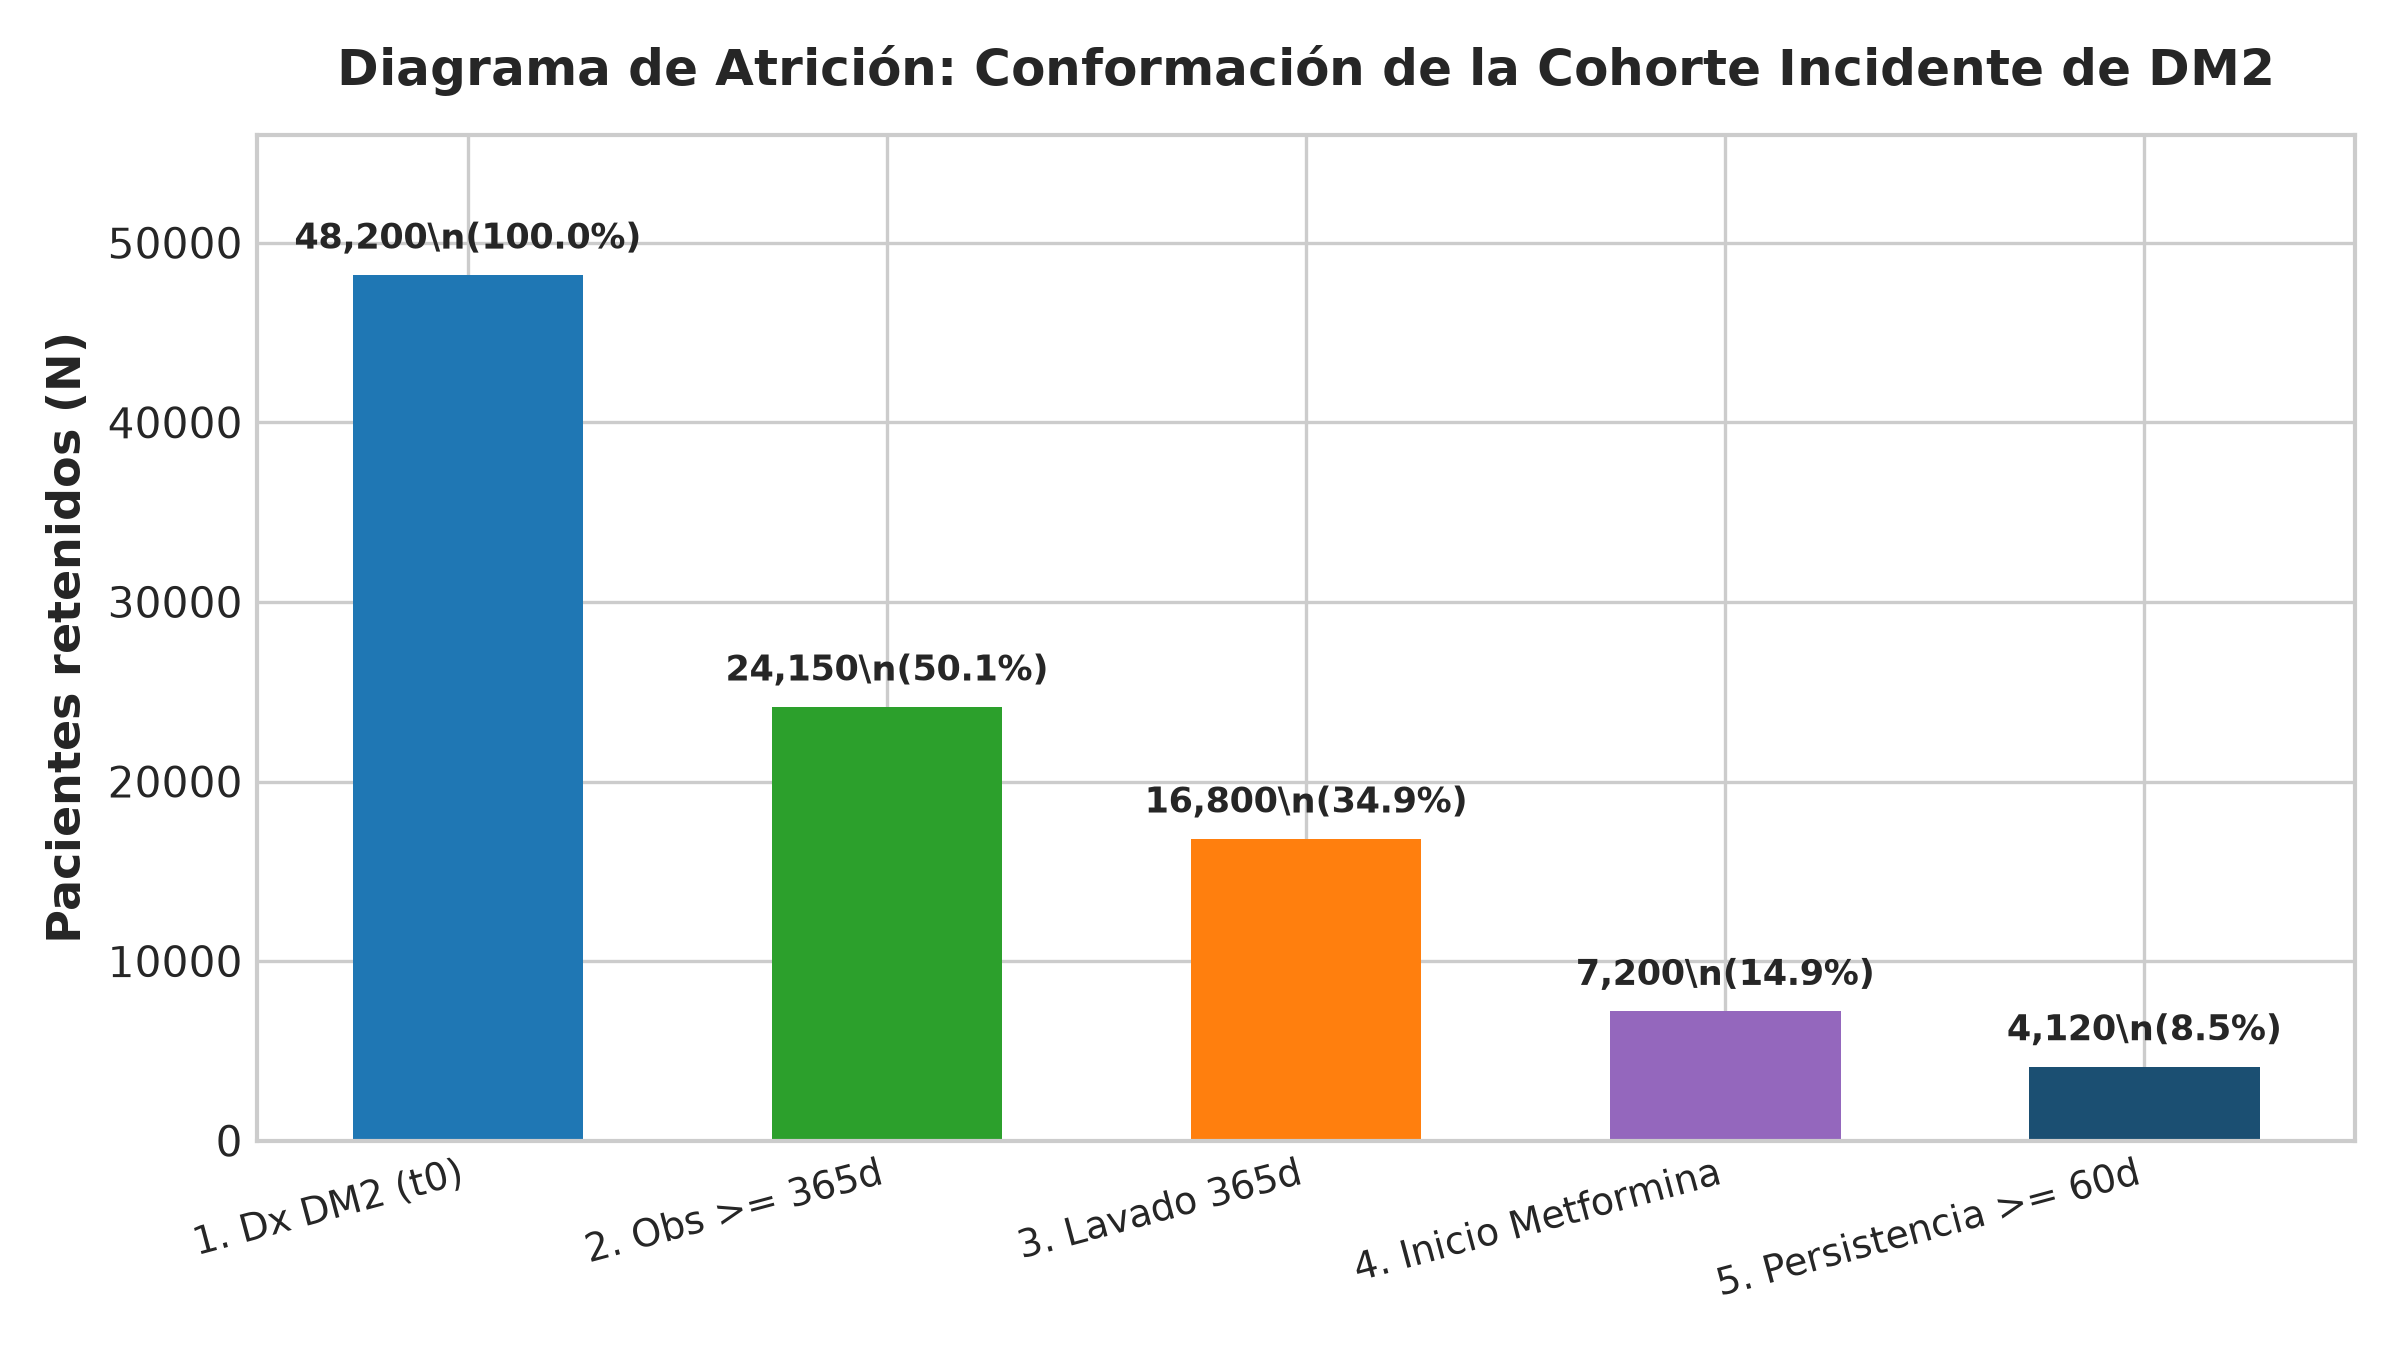 Diagrama de Atrición: Conformación de la Cohorte Incidente de DM2
Pacientes retenidos (N)
50000
40000
30000
20000
10000
0
48,200\n(100.0%)
24,150\n(50.1%)
16,800\n(34.9%)
7,200\n(14.9%)
4,120\n(8.5%)
1. Dx DM2 (t0)
2. Obs >= 365d
3. Lavado 365d
4. Inicio Metformina
5. Persistencia >= 60d